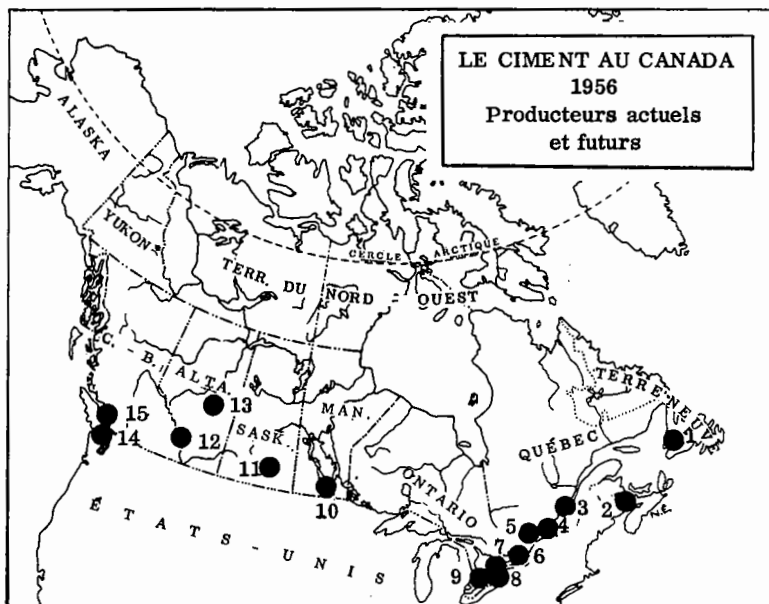 LE CIMENT AU CANADA
1956
Producteurs actuels
et futurs
ALASKA
YUKON
CERCLE ARCTIQUE
TERR. DU NORD - OUEST
C.-B.
ALTA.
SASK.
MAN.
ONTARIO
QUÉBEC
TERRE-NEUVE
N.É.
ÉTATS-UNIS
15
14
13
12
11
10
9
8
7
6
5
4
3
2
1